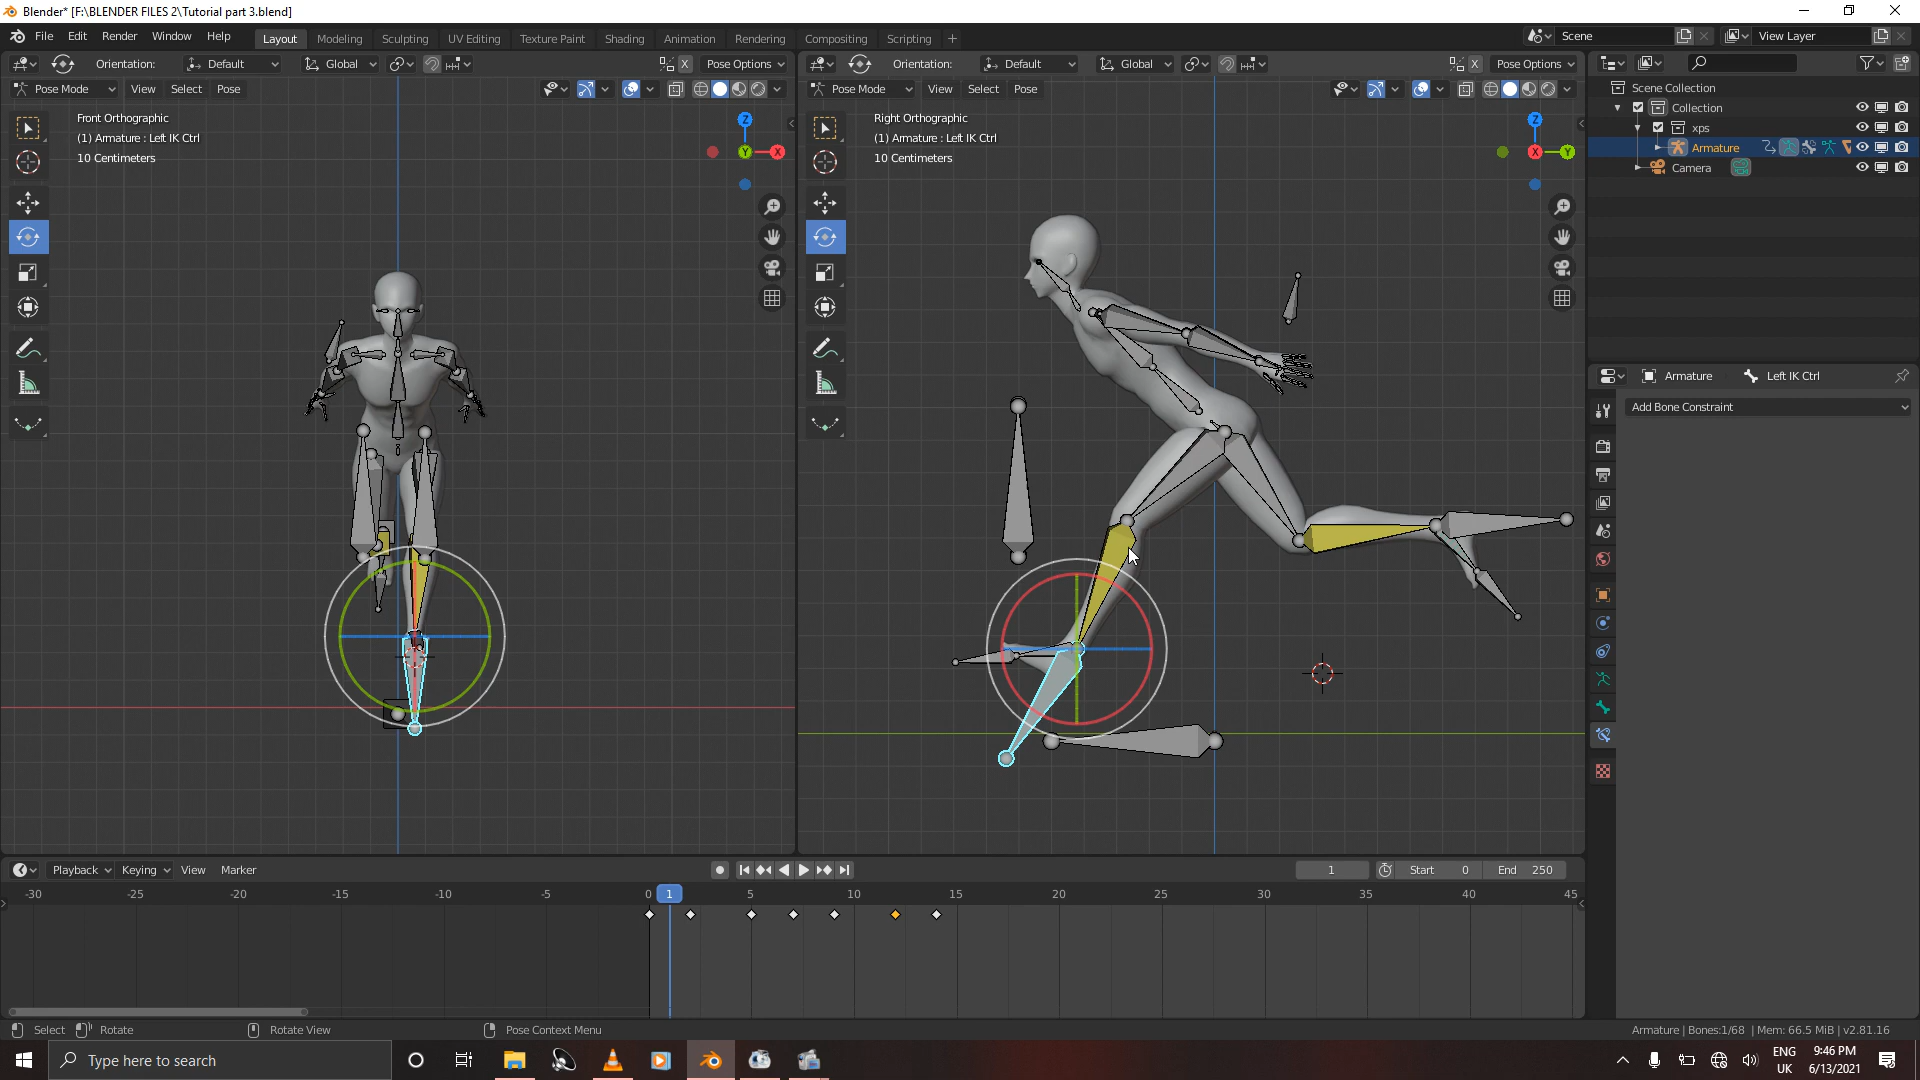 Blender* [F:\BLENDER FILES 2\Tutorial part 3.blend]
File Edit Render Window Help Layout Modeling Sculpting UV Editing Texture Paint Shading Animation Rendering Compositing Scripting + Scene View Layer
Orientation: Default Global X Pose Options Orientation: Default Global X Pose Options
Pose Mode View Select Pose Pose Mode View Select Pose
Scene Collection
Collection
xps
Armature
Camera
Front Orthographic
(1) Armature : Left IK Ctrl
10 Centimeters
Z
Y
X
Right Orthographic
(1) Armature : Left IK Ctrl
10 Centimeters
Z
X
Y
Armature Left IK Ctrl
Add Bone Constraint
Playback Keying View Marker 1 Start 0 End 250
-30 -25 -20 -15 -10 -5 0 1 5 10 15 20 25 30 35 40 45
Select Rotate Rotate View Pose Context Menu Armature | Bones:1/68 | Mem: 66.5 MiB | v2.81.16
Type here to search
ENG
UK
9:46 PM
6/13/2021